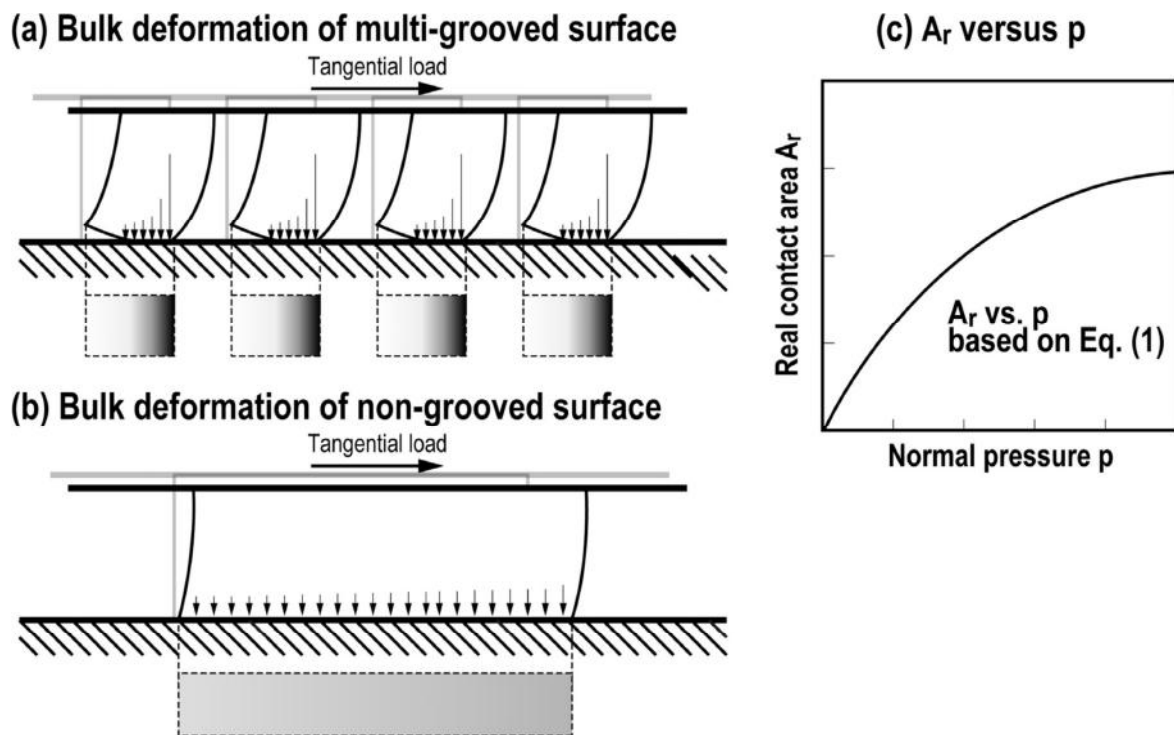 (a) Bulk deformation of multi-grooved surface
Tangential load
(b) Bulk deformation of non-grooved surface
Tangential load
(c) Ar versus p
Real contact area Ar
Ar vs. p
based on Eq. (1)
Normal pressure p